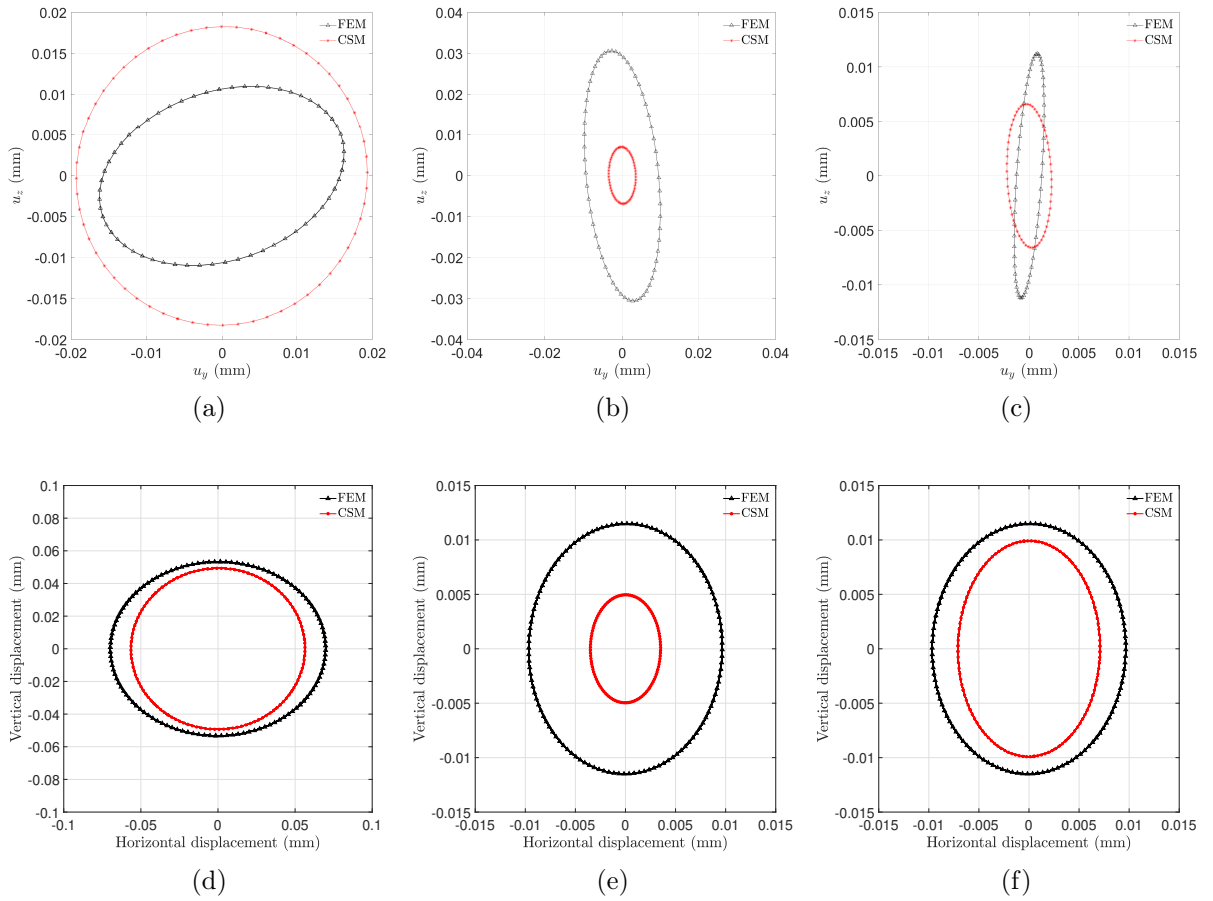 FEM
CSM
0.02
0.015
0.01
0.005
0
-0.005
-0.01
-0.015
-0.02
-0.02
-0.01
0
0.01
0.02
u_z (mm)
u_y (mm)
(a)
FEM
CSM
0.04
0.03
0.02
0.01
0
-0.01
-0.02
-0.03
-0.04
-0.04
-0.02
0
0.02
0.04
u_z (mm)
u_y (mm)
(b)
FEM
CSM
0.015
0.01
0.005
0
-0.005
-0.01
-0.015
-0.015
-0.01
-0.005
0
0.005
0.01
0.015
u_z (mm)
u_y (mm)
(c)
FEM
CSM
0.1
0.08
0.06
0.04
0.02
0
-0.02
-0.04
-0.06
-0.08
-0.1
-0.1
-0.05
0
0.05
0.1
Vertical displacement (mm)
Horizontal displacement (mm)
(d)
FEM
CSM
0.015
0.01
0.005
0
-0.005
-0.01
-0.015
-0.015
-0.01
-0.005
0
0.005
0.01
0.015
Vertical displacement (mm)
Horizontal displacement (mm)
(e)
FEM
CSM
0.015
0.01
0.005
0
-0.005
-0.01
-0.015
-0.015
-0.01
-0.005
0
0.005
0.01
0.015
Vertical displacement (mm)
Horizontal displacement (mm)
(f)